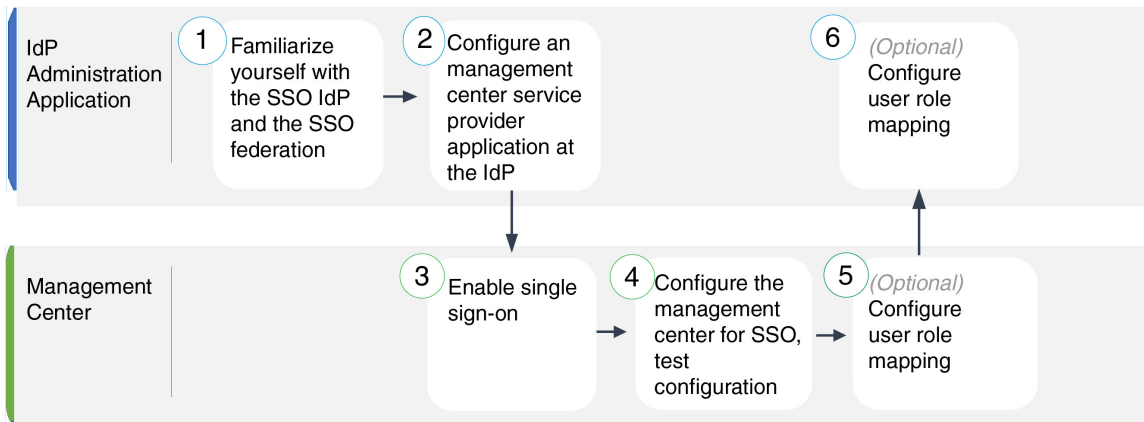 IdP
Administration
Application
1
Familiarize
yourself with
the SSO IdP
and the SSO
federation
2
Configure an
management
center service
provider
application at
the IdP
6
(Optional)
Configure
user role
mapping
Management
Center
3
Enable single
sign-on
4
Configure the
management
center for SSO,
test
configuration
5
(Optional)
Configure
user role
mapping